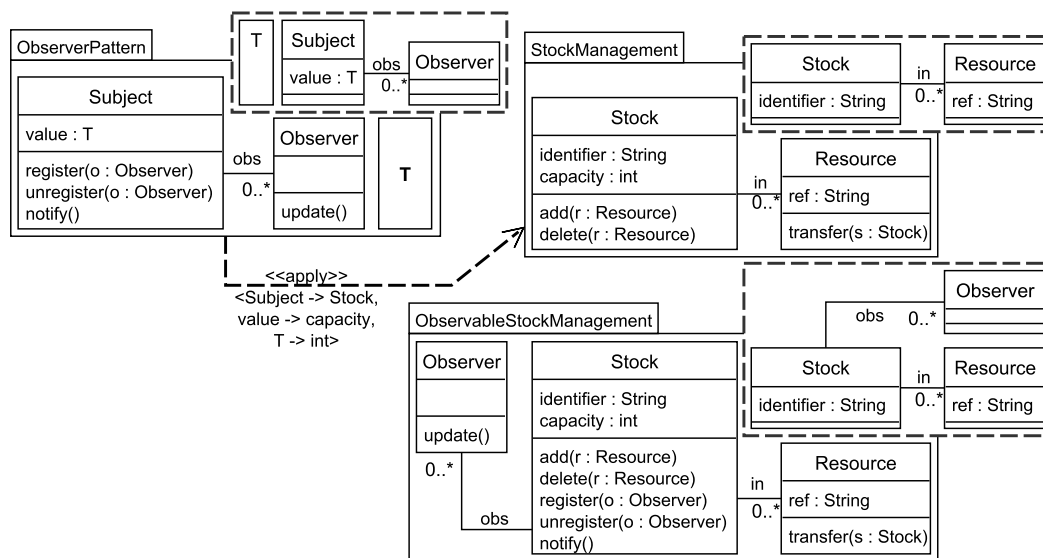 ObserverPattern
T
Subject
value : T
obs
0..*
Observer
Subject
value : T
register(o : Observer)
unregister(o : Observer)
notify()
obs
0..*
Observer
update()
T
<<apply>>
<Subject -> Stock,
value -> capacity,
T -> int>
StockManagement
Stock
identifier : String
in
0..*
Resource
ref : String
Stock
identifier : String
capacity : int
add(r : Resource)
delete(r : Resource)
in
0..*
Resource
ref : String
transfer(s : Stock)
ObservableStockManagement
Observer
obs
0..*
Stock
identifier : String
in
0..*
Resource
ref : String
Observer
update()
0..*
obs
Stock
identifier : String
capacity : int
add(r : Resource)
delete(r : Resource)
register(o : Observer)
unregister(o : Observer)
notify()
in
0..*
Resource
ref : String
transfer(s : Stock)